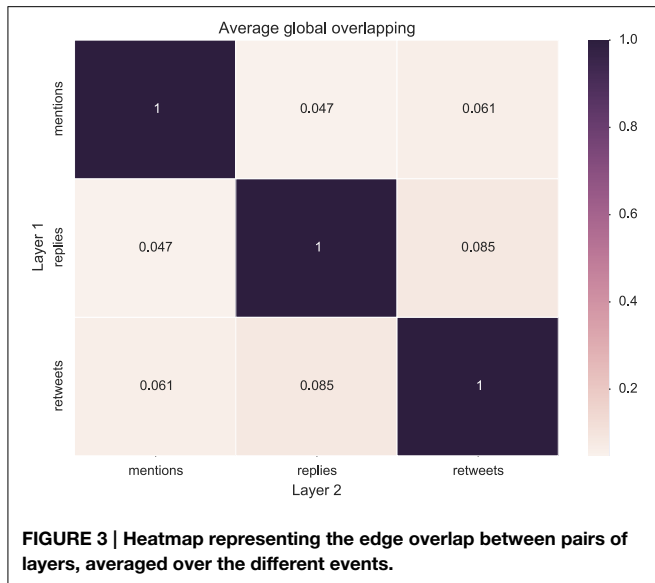 Average global overlapping
mentions
1
0.047
0.061
1.0
0.8
Layer 1
replies
0.047
1
0.085
0.6
0.4
retweets
0.061
0.085
1
0.2
mentions
replies
retweets
Layer 2
FIGURE 3 | Heatmap representing the edge overlap between pairs of
layers, averaged over the different events.